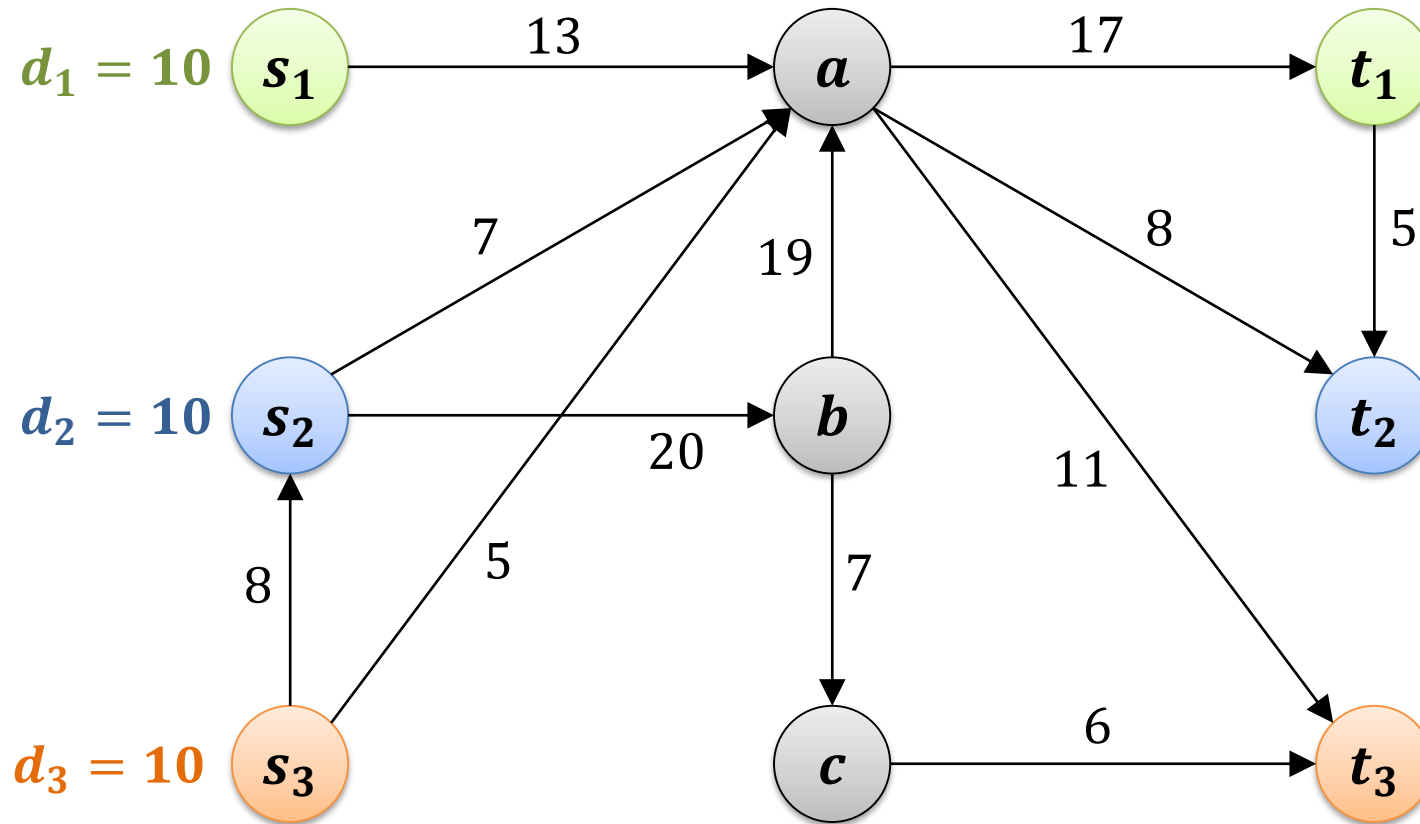 d₁ = 10 s₁ 13 a 17 t₁
7 19 8 5
d₂ = 10 s₂ 20 b t₂
11
8 5 7
d₃ = 10 s₃ c 6 t₃